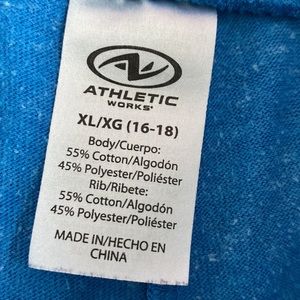 ATHLETIC
WORKS®
XL/XG (16-18)
Body/Cuerpo:
55% Cotton/Algodón
45% Polyester/Poliéster
Rib/Ribete:
55% Cotton/Algodón
45% Polyester/Poliéster
MADE IN/HECHO EN
CHINA